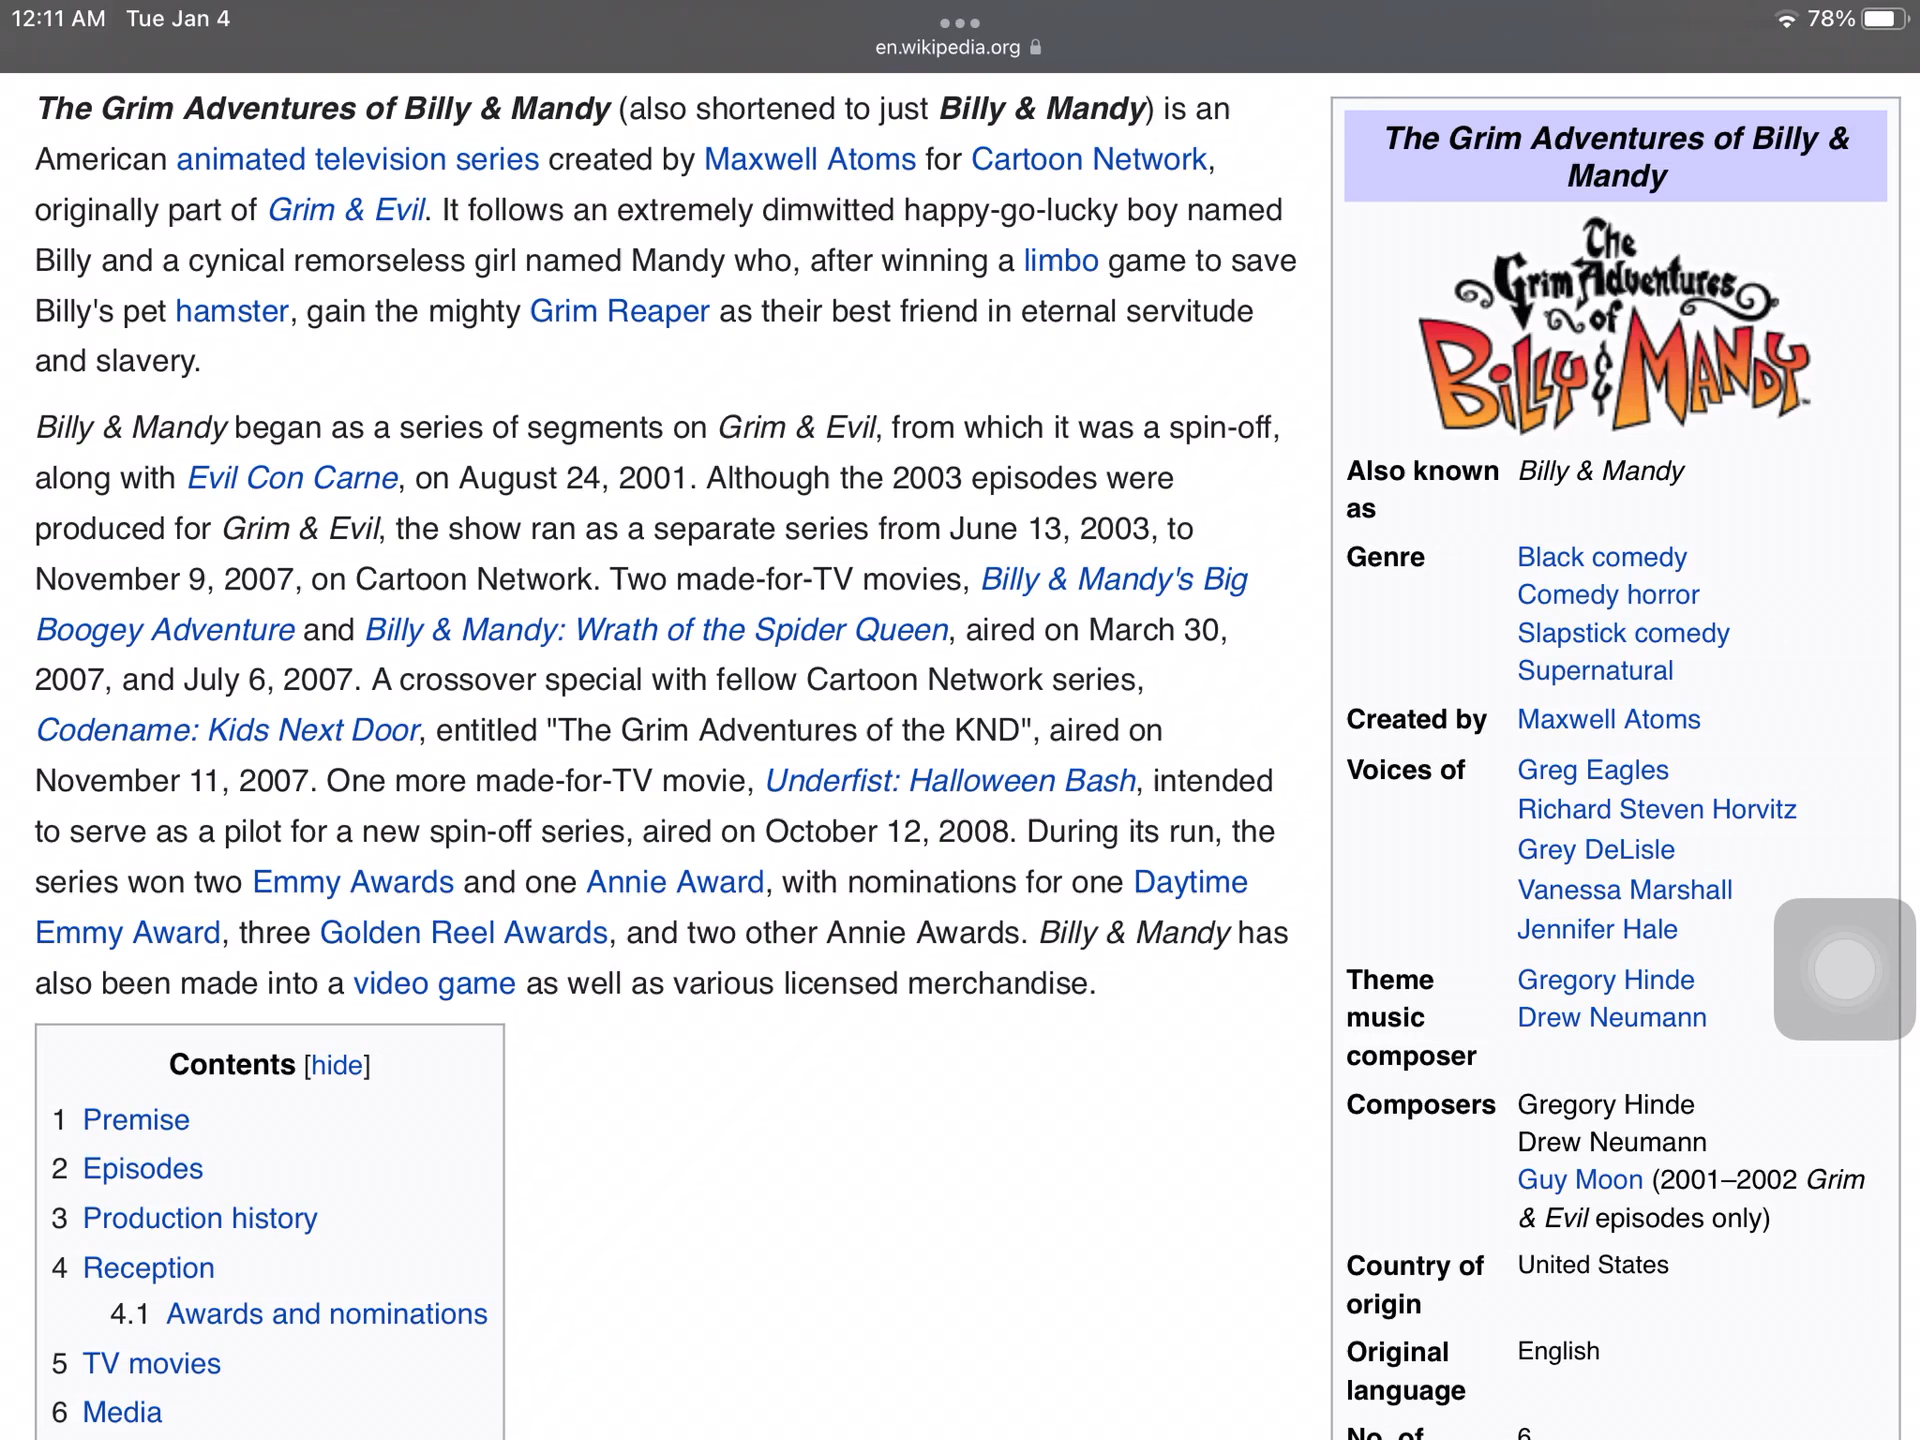 12:11 AM Tue Jan 4
78%
en.wikipedia.org
The Grim Adventures of Billy & Mandy (also shortened to just Billy & Mandy) is an
American animated television series created by Maxwell Atoms for Cartoon Network,
originally part of Grim & Evil. It follows an extremely dimwitted happy-go-lucky boy named
Billy and a cynical remorseless girl named Mandy who, after winning a limbo game to save
Billy's pet hamster, gain the mighty Grim Reaper as their best friend in eternal servitude
and slavery.
Billy & Mandy began as a series of segments on Grim & Evil, from which it was a spin-off,
along with Evil Con Carne, on August 24, 2001. Although the 2003 episodes were
produced for Grim & Evil, the show ran as a separate series from June 13, 2003, to
November 9, 2007, on Cartoon Network. Two made-for-TV movies, Billy & Mandy's Big
Boogey Adventure and Billy & Mandy: Wrath of the Spider Queen, aired on March 30,
2007, and July 6, 2007. A crossover special with fellow Cartoon Network series,
Codename: Kids Next Door, entitled "The Grim Adventures of the KND", aired on
November 11, 2007. One more made-for-TV movie, Underfist: Halloween Bash, intended
to serve as a pilot for a new spin-off series, aired on October 12, 2008. During its run, the
series won two Emmy Awards and one Annie Award, with nominations for one Daytime
Emmy Award, three Golden Reel Awards, and two other Annie Awards. Billy & Mandy has
also been made into a video game as well as various licensed merchandise.
Contents [hide]
1 Premise
2 Episodes
3 Production history
4 Reception
4.1 Awards and nominations
5 TV movies
6 Media
The Grim Adventures of Billy &
Mandy
The
Grim Adventures
of
Billy & Mandy
Also known Billy & Mandy
as
Genre Black comedy
Comedy horror
Slapstick comedy
Supernatural
Created by Maxwell Atoms
Voices of Greg Eagles
Richard Steven Horvitz
Grey DeLisle
Vanessa Marshall
Jennifer Hale
Theme Gregory Hinde
music Drew Neumann
composer
Composers Gregory Hinde
Drew Neumann
Guy Moon (2001–2002 Grim
& Evil episodes only)
Country of United States
origin
Original English
language
No. of 6